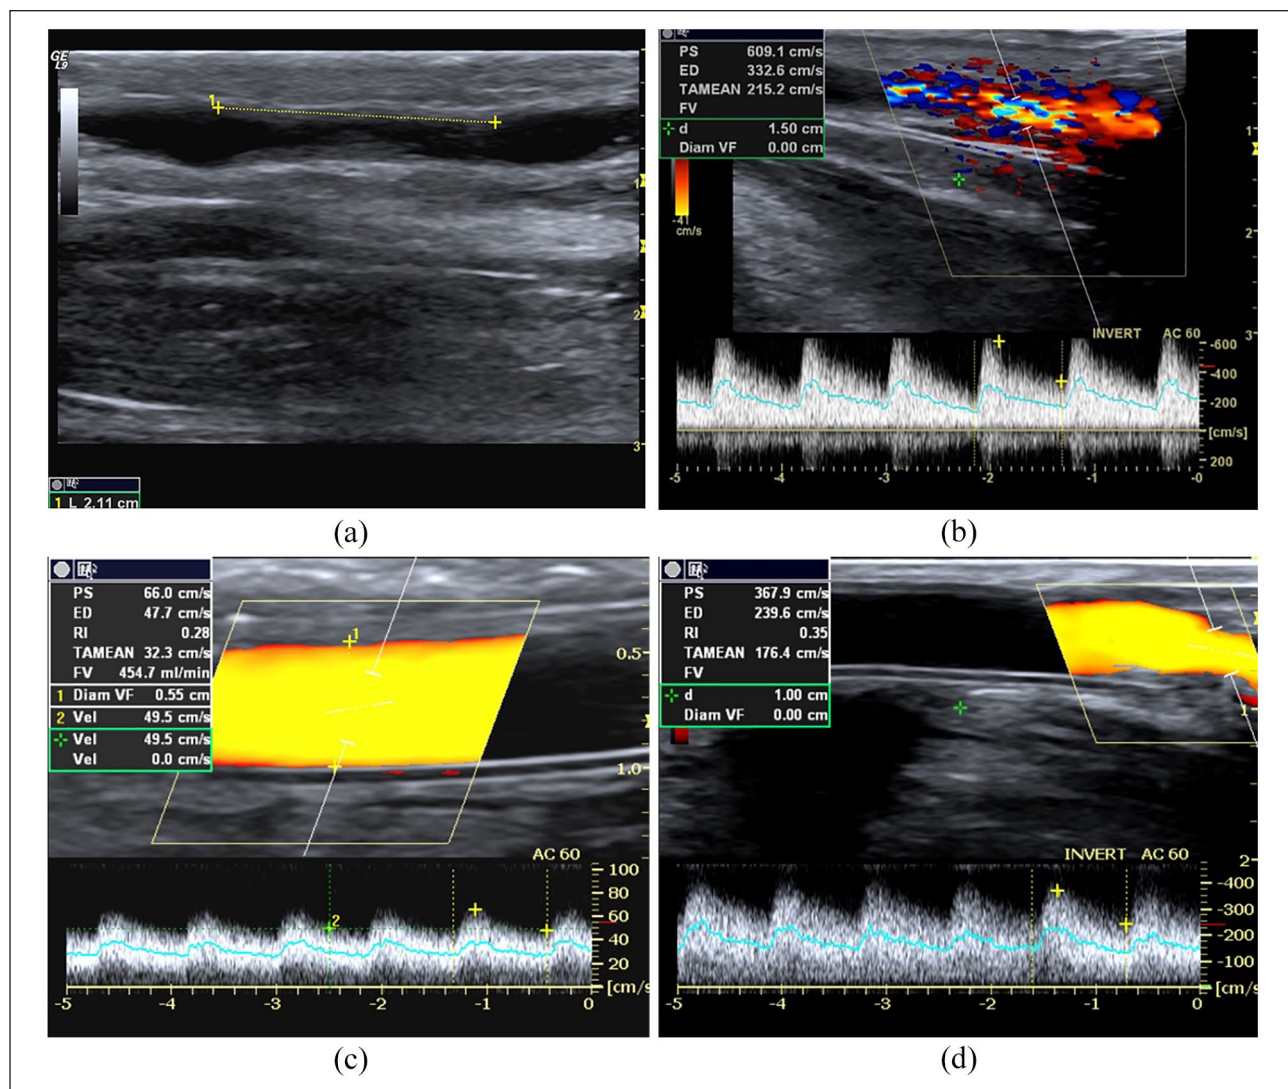 GE
L9
1
1
2
3
1 L 2.11 cm
(a)
PS 609.1 cm/s
ED 332.6 cm/s
TAMEAN 215.2 cm/s
FV
d 1.50 cm
Diam VF 0.00 cm
-41
cm/s
1
2
3
INVERT AC 60
-600
-400
-200
[cm/s]
200
-5 -4 -3 -2 -1 -0
(b)
PS 66.0 cm/s
ED 47.7 cm/s
RI 0.28
TAMEAN 32.3 cm/s
FV 454.7 ml/min
1 Diam VF 0.55 cm
2 Vel 49.5 cm/s
Vel 49.5 cm/s
Vel 0.0 cm/s
1
0.5
1.0
AC 60
100
80
60
40
20
[cm/s
2
-5 -4 -3 -2 -1 0
(c)
PS 367.9 cm/s
ED 239.6 cm/s
RI 0.35
TAMEAN 176.4 cm/s
FV
d 1.00 cm
Diam VF 0.00 cm
1
INVERT AC 60
2
-400
-300
-200
-100
[cm/s]
-5 -4 -3 -2 -1 0
(d)